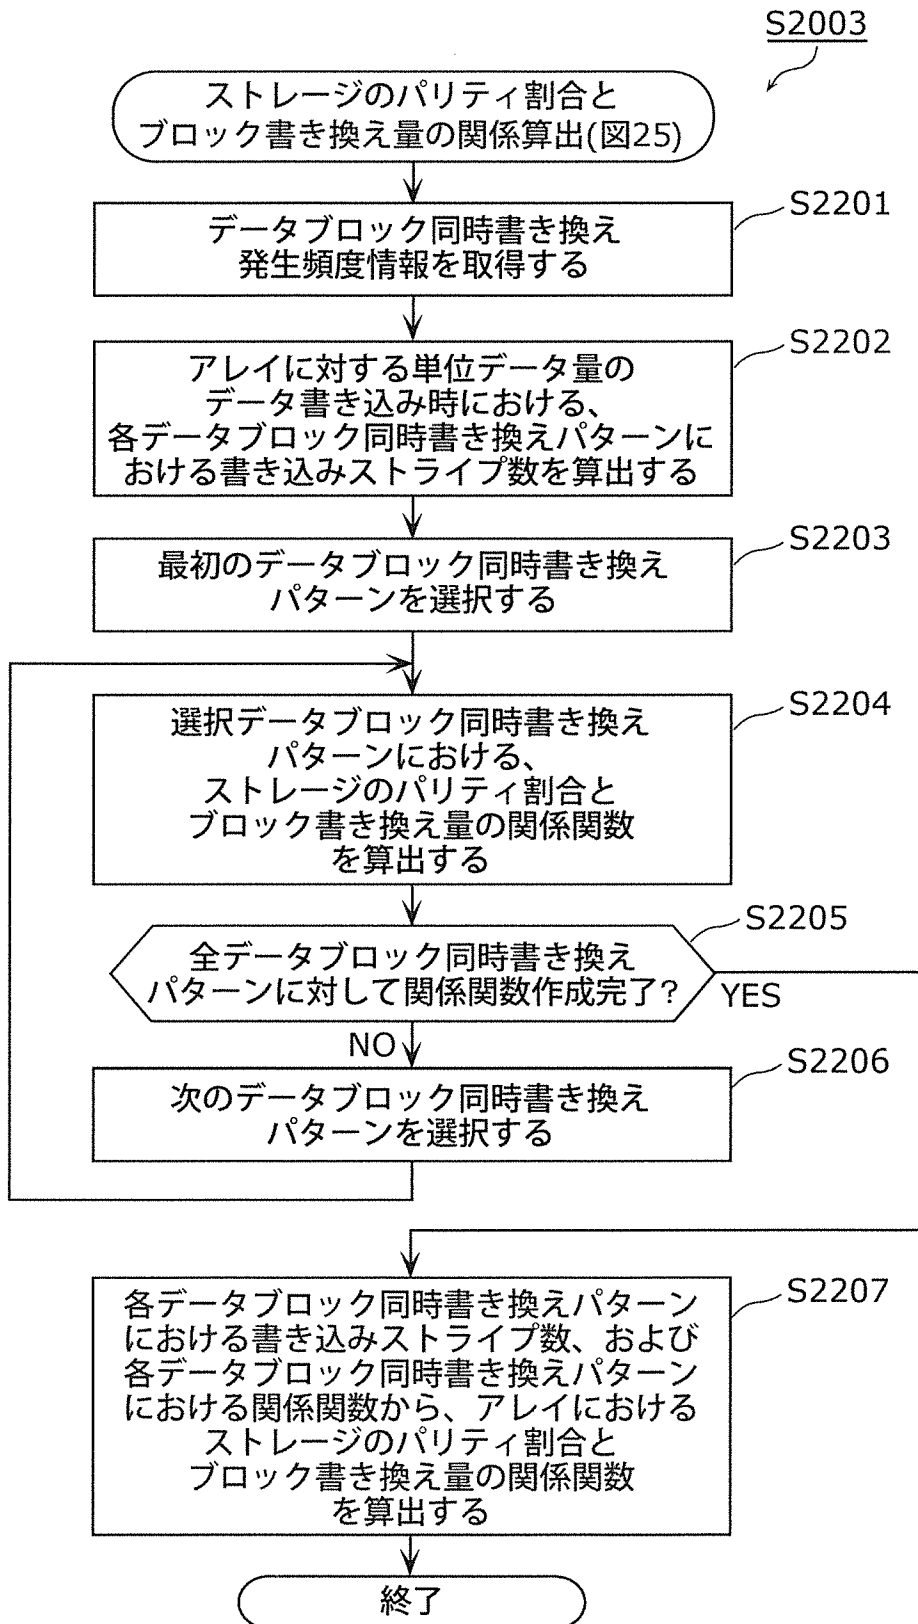 S2003
ストレージのパリティ割合と
ブロック書き換え量の関係算出(図25)
S2201
データブロック同時書き換え
発生頻度情報を取得する
S2202
アレイに対する単位データ量の
データ書き込み時における、
各データブロック同時書き換えパターンに
おける書き込みストライプ数を算出する
S2203
最初のデータブロック同時書き換え
パターンを選択する
S2204
選択データブロック同時書き換え
パターンにおける、
ストレージのパリティ割合と
ブロック書き換え量の関係関数
を算出する
S2205
全データブロック同時書き換え
パターンに対して関係関数作成完了?
YES
NO
S2206
次のデータブロック同時書き換え
パターンを選択する
S2207
各データブロック同時書き換えパターン
における書き込みストライプ数、および
各データブロック同時書き換えパターン
における関係関数から、アレイにおける
ストレージのパリティ割合と
ブロック書き換え量の関係関数
を算出する
終了